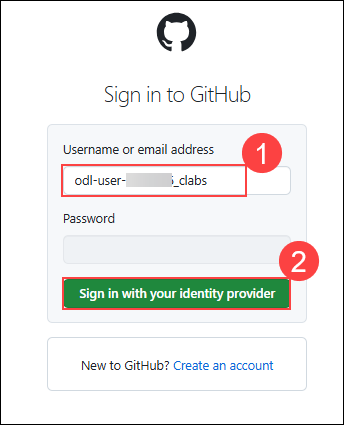 Sign in to GitHub
Username or email address
1
odl-user-
_clabs
Password
2
Sign in with your identity provider
New to GitHub? Create an account